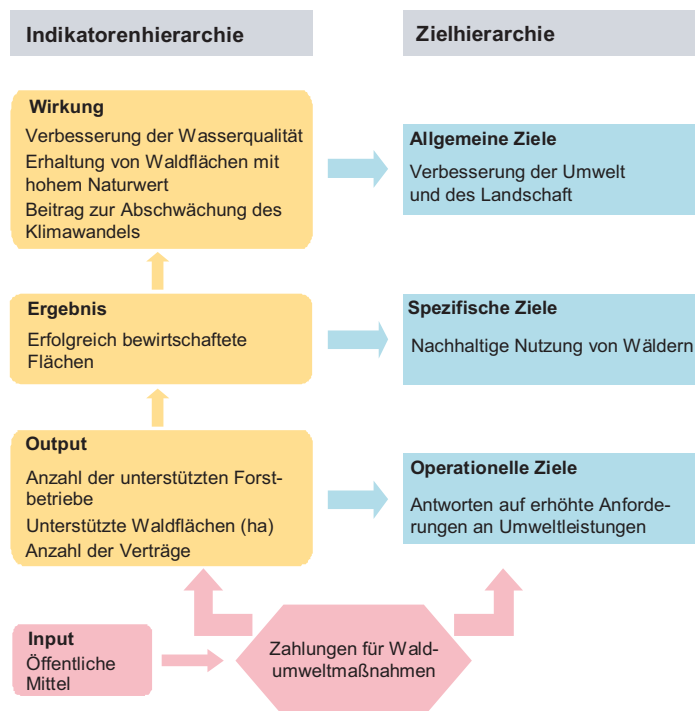 Indikatorenhierarchie
Zielhierarchie
Wirkung
Verbesserung der Wasserqualität
Erhaltung von Waldflächen mit
hohem Naturwert
Beitrag zur Abschwächung des
Klimawandels
Allgemeine Ziele
Verbesserung der Umwelt
und des Landschaft
Ergebnis
Erfolgreich bewirtschaftete
Flächen
Spezifische Ziele
Nachhaltige Nutzung von Wäldern
Output
Anzahl der unterstützten Forst-
betriebe
Unterstützte Waldflächen (ha)
Anzahl der Verträge
Operationelle Ziele
Antworten auf erhöhte Anforde-
rungen an Umweltleistungen
Input
Öffentliche
Mittel
Zahlungen für Wald-
umweltmaßnahmen